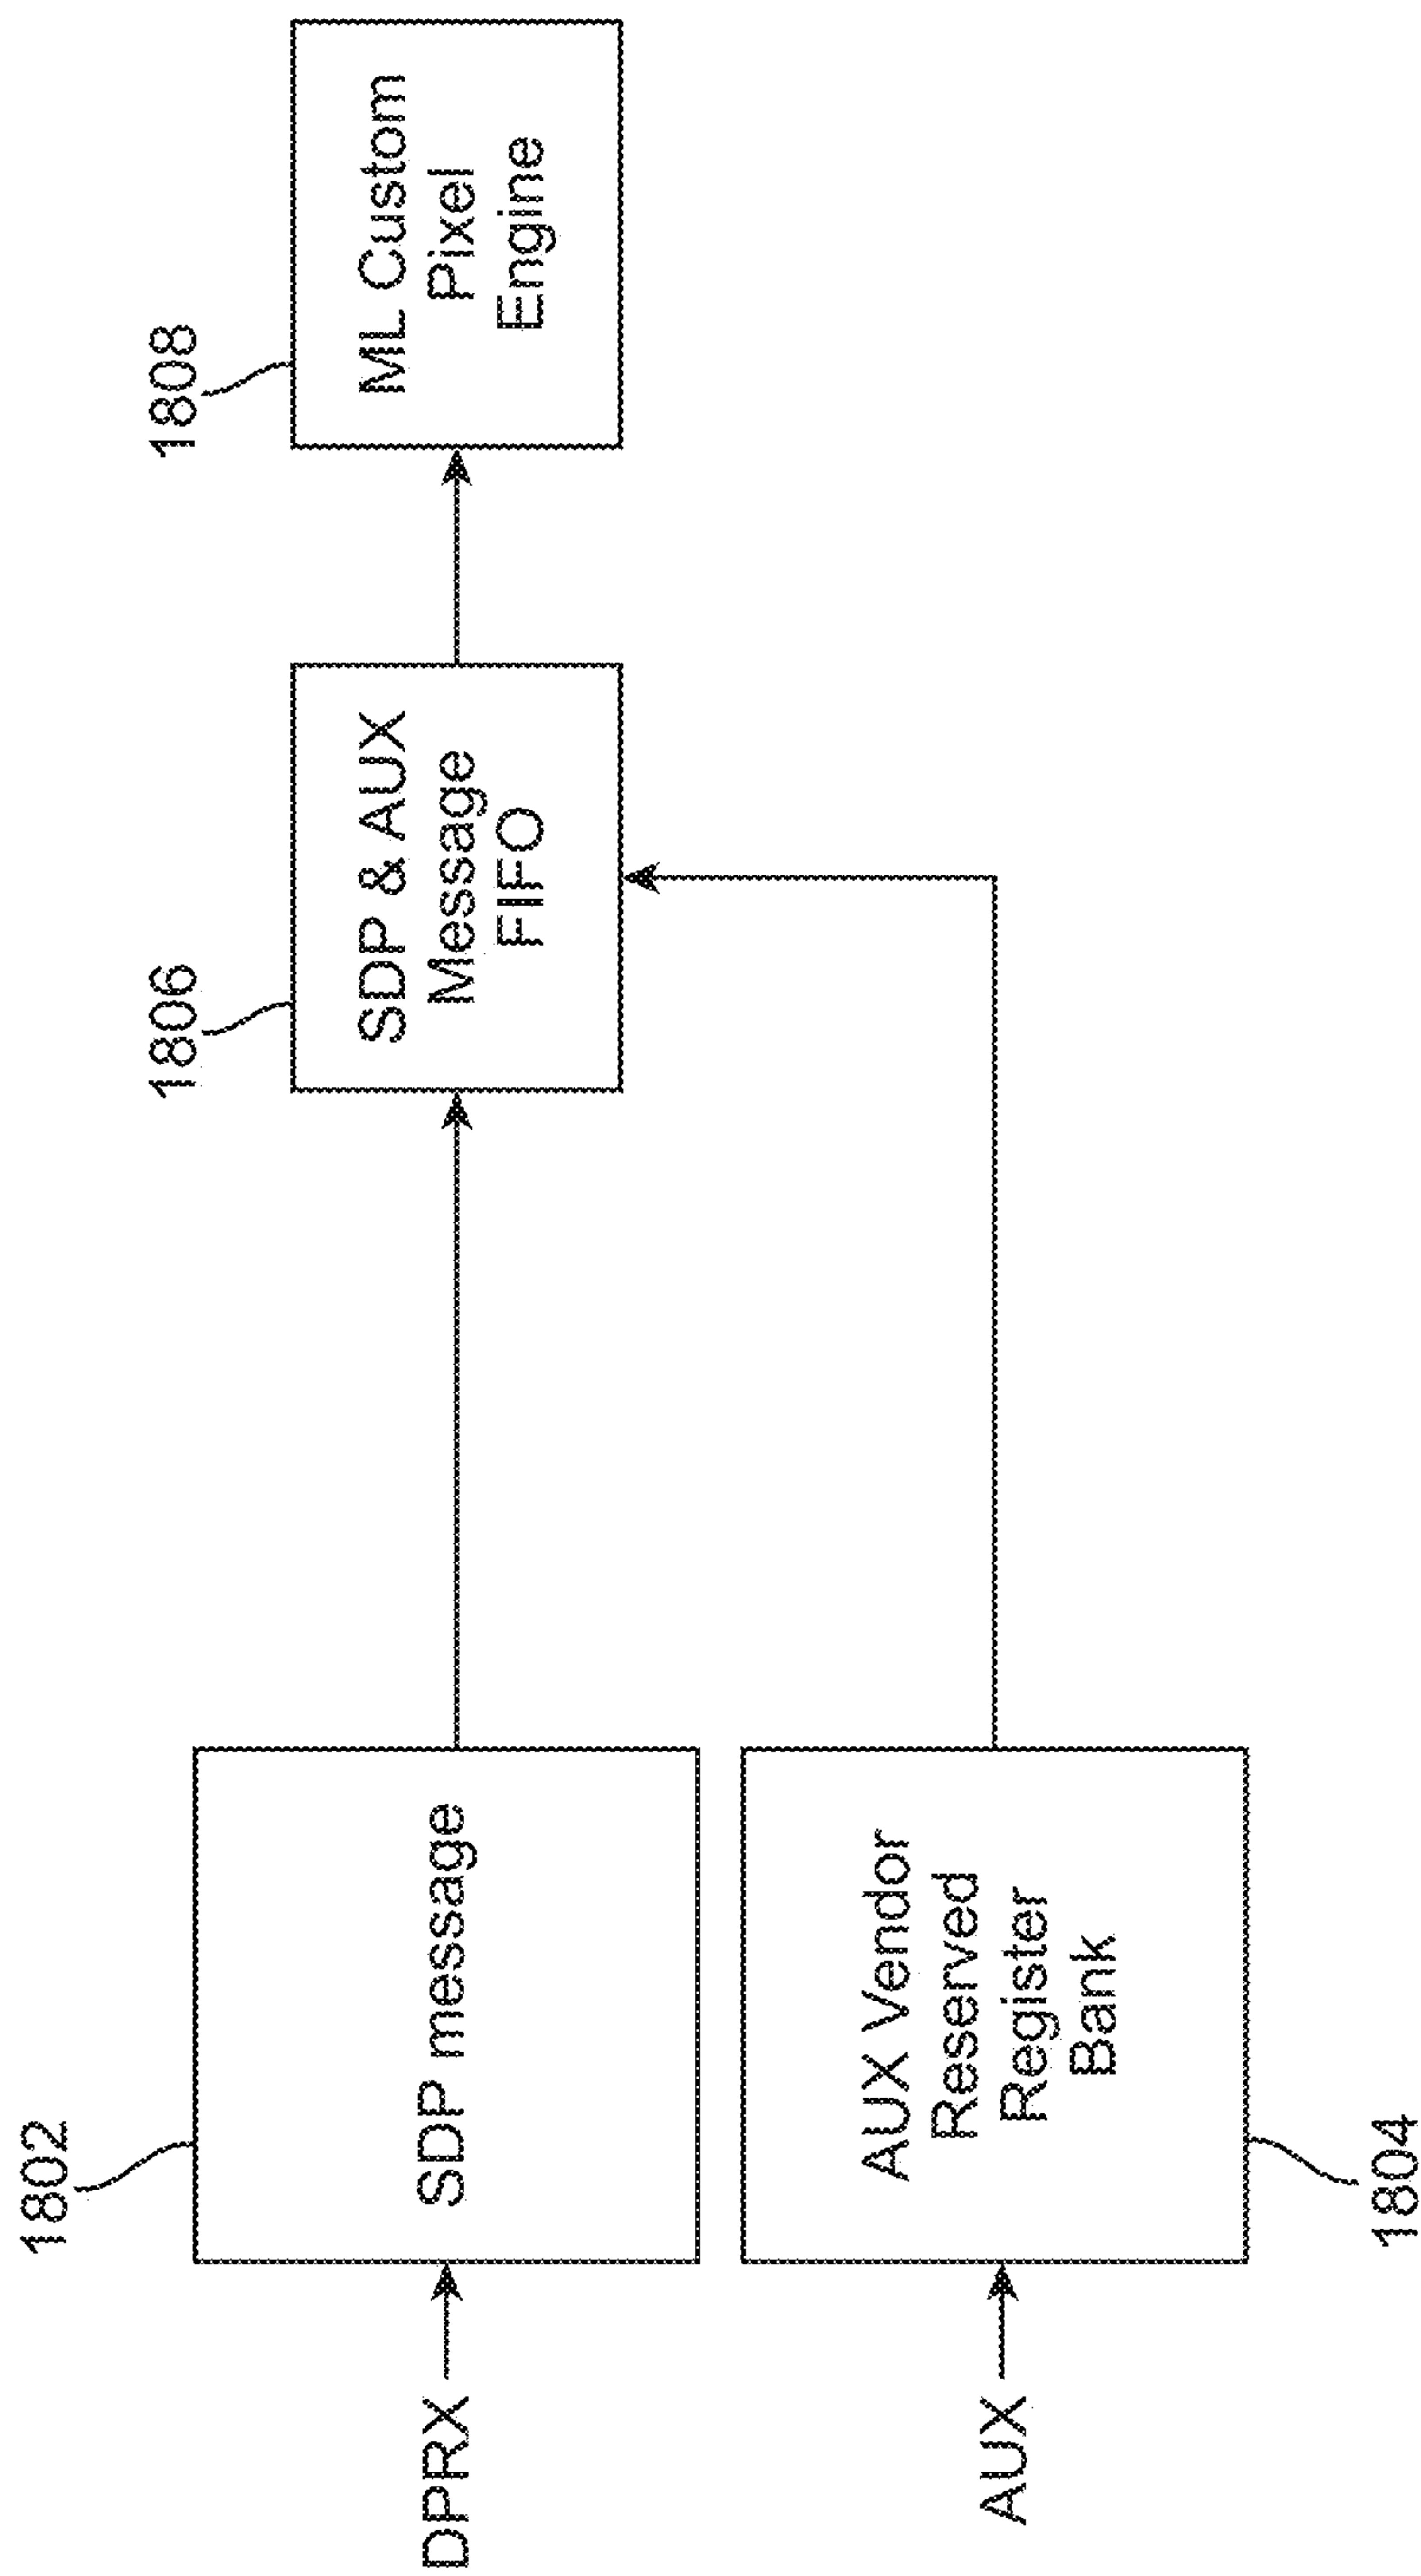 1802
DPRX
SDP message
AUX
AUX Vendor
Reserved
Register
Bank
1804
1806
SDP & AUX
Message
FIFO
1808
ML Custom
Pixel
Engine